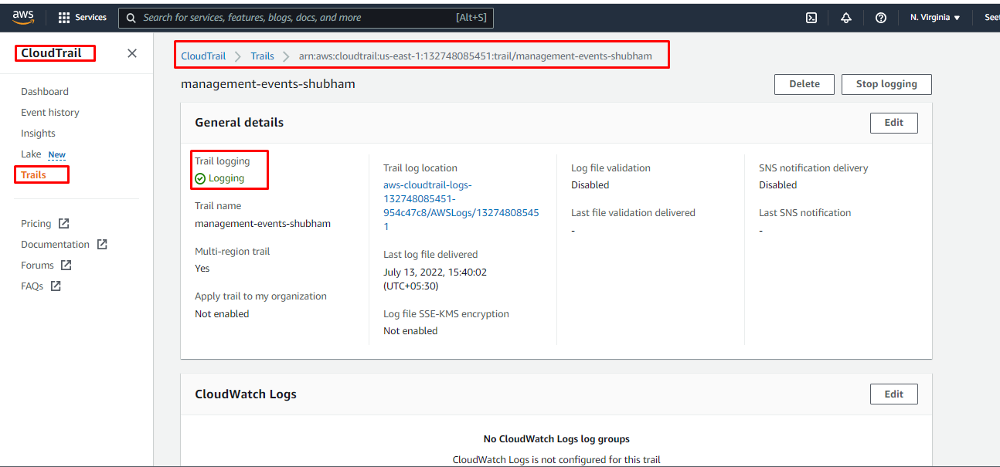 aws
Services
Search for services, features, blogs, docs, and more
[Alt+S]
N. Virginia
Seet
CloudTrail
Dashboard
Event history
Insights
Lake New
Trails
Pricing
Documentation
Forums
FAQs
CloudTrail
Trails
arn:aws:cloudtrail:us-east-1:132748085451:trail/management-events-shubham
management-events-shubham
Delete
Stop logging
General details
Edit
Trail logging
Logging
Trail name
management-events-shubham
Multi-region trail
Yes
Apply trail to my organization
Not enabled
Trail log location
aws-cloudtrail-logs-
132748085451-
954c47c8/AWSLogs/13274808545
1
Last log file delivered
July 13, 2022, 15:40:02
(UTC+05:30)
Log file SSE-KMS encryption
Not enabled
Log file validation
Disabled
Last file validation delivered
-
SNS notification delivery
Disabled
Last SNS notification
-
CloudWatch Logs
Edit
No CloudWatch Logs log groups
CloudWatch Logs is not configured for this trail